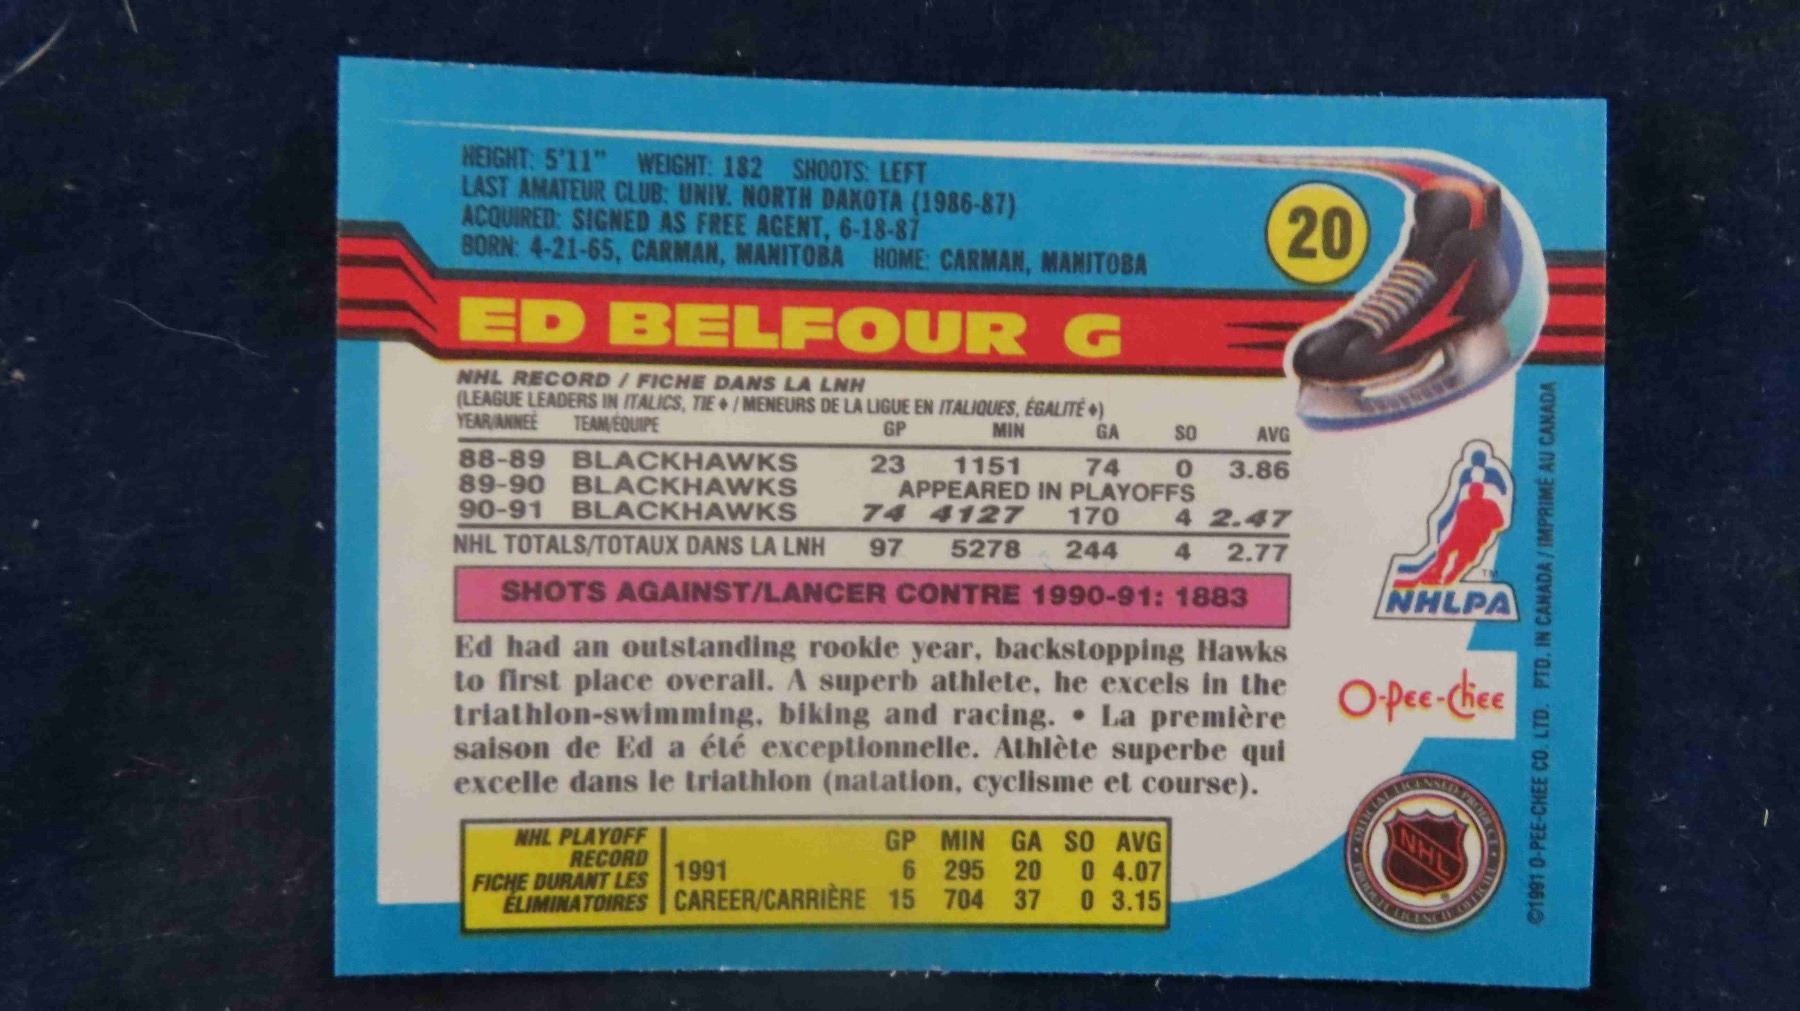 HEIGHT: 5'11" WEIGHT: 182 SHOOTS: LEFT
LAST AMATEUR CLUB: UNIV. NORTH DAKOTA (1986-87)
ACQUIRED: SIGNED AS FREE AGENT, 6-18-87
BORN: 4-21-65, CARMAN, MANITOBA HOME: CARMAN, MANITOBA
20
ED BELFOUR G
NHL RECORD / FICHE DANS LA LNH
(LEAGUE LEADERS IN ITALICS, TIE ♦ / MENEURS DE LA LIGUE EN ITALIQUES, ÉGALITÉ ♦)
YEAR/ANNEÉ TEAM/ÉQUIPE GP MIN GA SO AVG
88-89 BLACKHAWKS 23 1151 74 0 3.86
89-90 BLACKHAWKS APPEARED IN PLAYOFFS
90-91 BLACKHAWKS 74 4127 170 4 2.47
NHL TOTALS/TOTAUX DANS LA LNH 97 5278 244 4 2.77
SHOTS AGAINST/LANCER CONTRE 1990-91: 1883
Ed had an outstanding rookie year, backstopping Hawks
to first place overall. A superb athlete, he excels in the
triathlon-swimming, biking and racing. • La première
saison de Ed a été exceptionnelle. Athlète superbe qui
excelle dans le triathlon (natation, cyclisme et course).
NHL PLAYOFF
RECORD
FICHE DURANT LES
ÉLIMINATOIRES
GP MIN GA SO AVG
1991 6 295 20 0 4.07
CAREER/CARRIÈRE 15 704 37 0 3.15
TM
NHLPA
O-Pee-Chee
OFFICIAL LICENSED PRODUCT
NHL
PRODUIT LICENCIÉ OFFICIEL
©1991 O-PEE-CHEE CO. LTD. PTD. IN CANADA / IMPRIMÉ AU CANADA